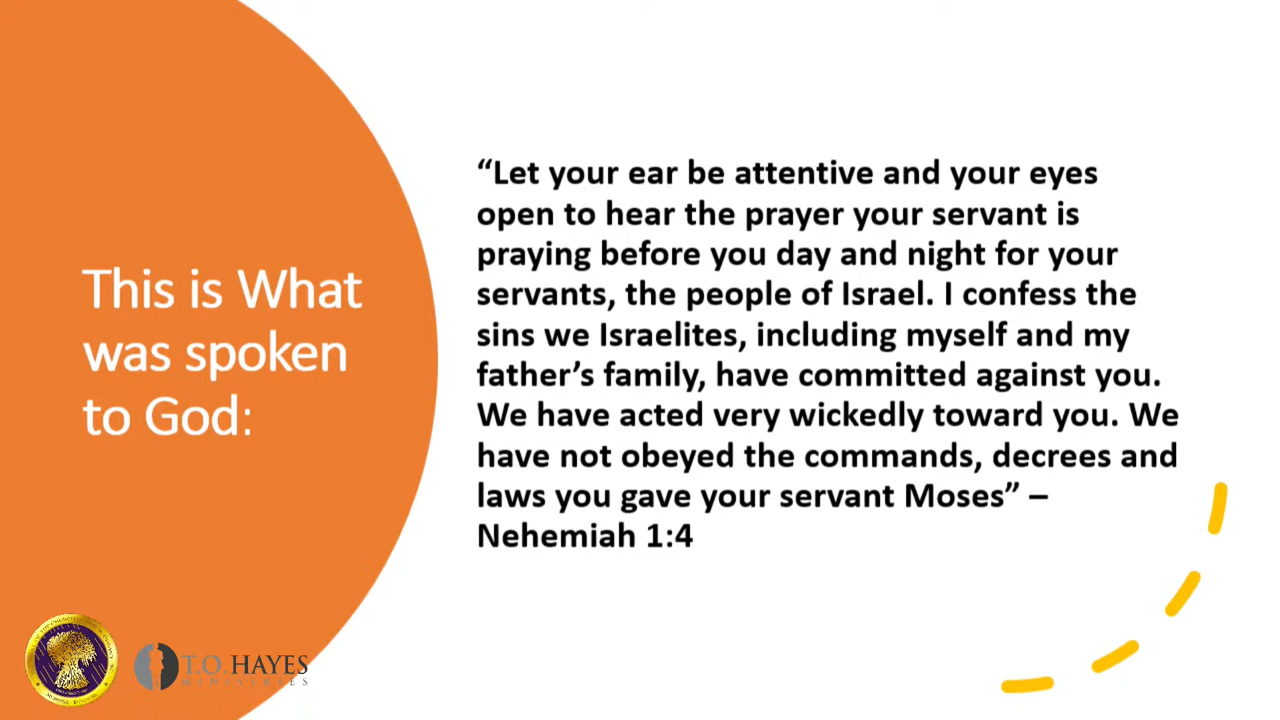 This is What
was spoken
to God:
“Let your ear be attentive and your eyes
open to hear the prayer your servant is
praying before you day and night for your
servants, the people of Israel. I confess the
sins we Israelites, including myself and my
father’s family, have committed against you.
We have acted very wickedly toward you. We
have not obeyed the commands, decrees and
laws you gave your servant Moses” –
Nehemiah 1:4
T.O. HAYES
MINISTRIES